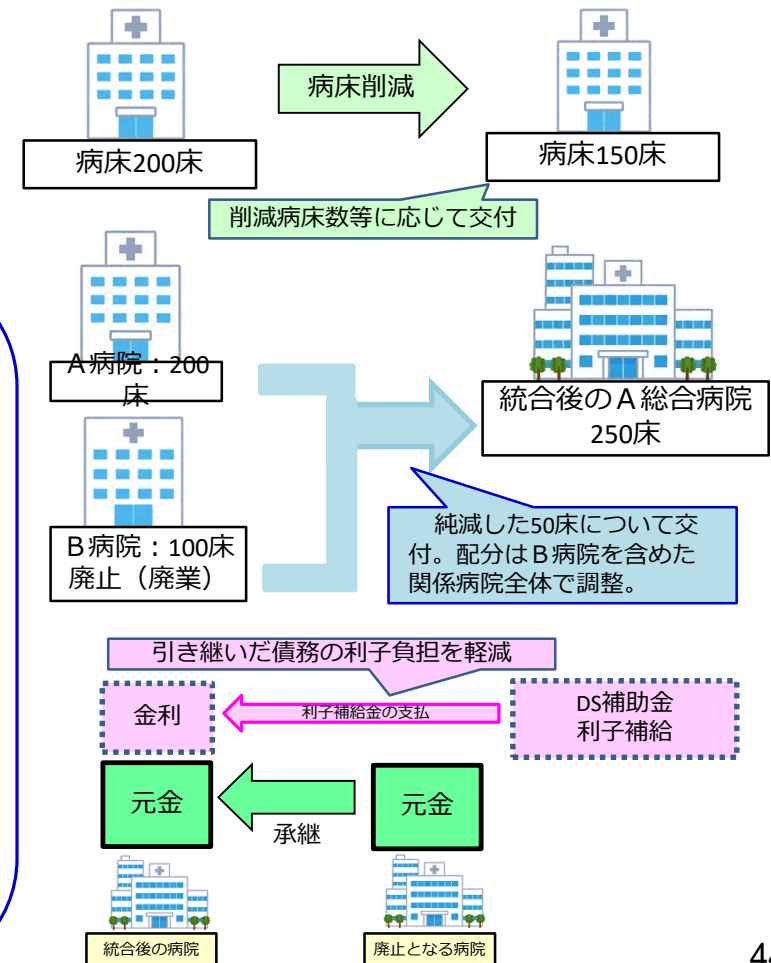 病床削減
病床200床
病床150床
削減病床数等に応じて交付
A病院：200
床
B病院：100床
廃止（廃業）
統合後のA総合病院
250床
純減した50床について交
付。配分はB病院を含めた
関係病院全体で調整。
引き継いだ債務の利子負担を軽減
金利
利子補給金の支払
DS補助金
利子補給
元金
承継
元金
統合後の病院
廃止となる病院